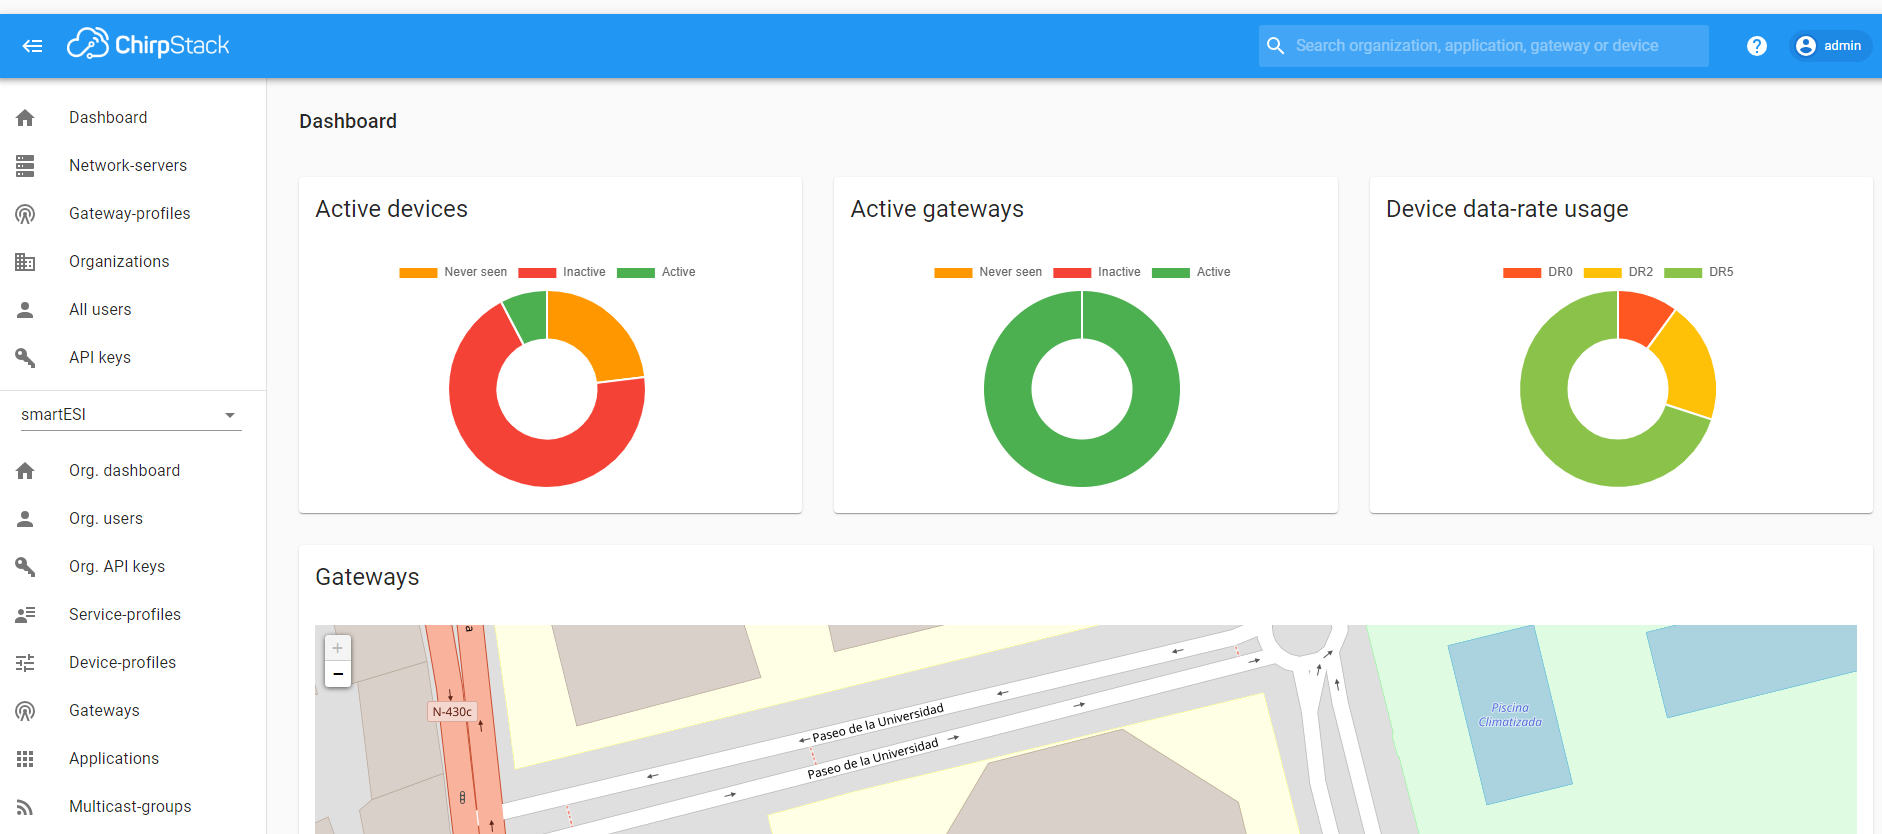 ChirpStack
Search organization, application, gateway or device
?
admin
Dashboard
Network-servers
Gateway-profiles
Organizations
All users
API keys
smartESI
Org. dashboard
Org. users
Org. API keys
Service-profiles
Device-profiles
Gateways
Applications
Multicast-groups
Dashboard
Active devices
Never seen Inactive Active
Active gateways
Never seen Inactive Active
Device data-rate usage
DR0 DR2 DR5
Gateways
+
−
a
N-430c
Paseo de la Universidad
Paseo de la Universidad
Piscina
Climatizada